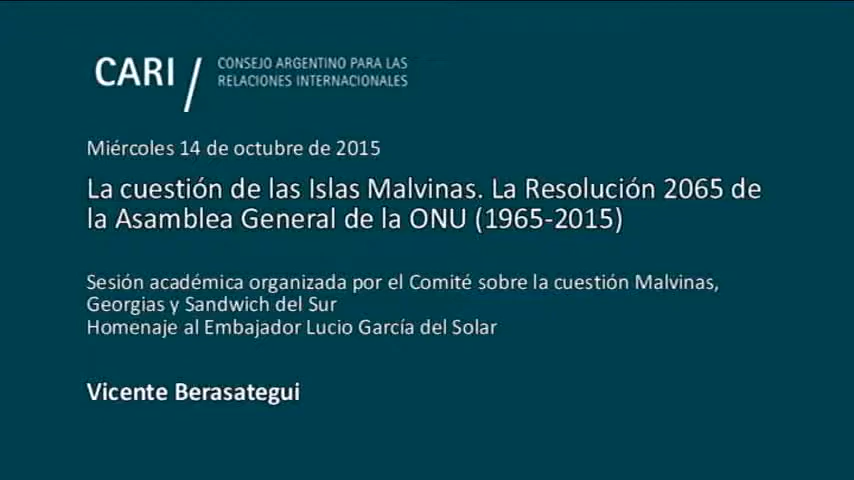 CARI /
CONSEJO ARGENTINO PARA LAS
RELACIONES INTERNACIONALES
Miércoles 14 de octubre de 2015
La cuestión de las Islas Malvinas. La Resolución 2065 de
la Asamblea General de la ONU (1965-2015)
Sesión académica organizada por el Comité sobre la cuestión Malvinas,
Georgias y Sandwich del Sur
Homenaje al Embajador Lucio García del Solar
Vicente Berasategui